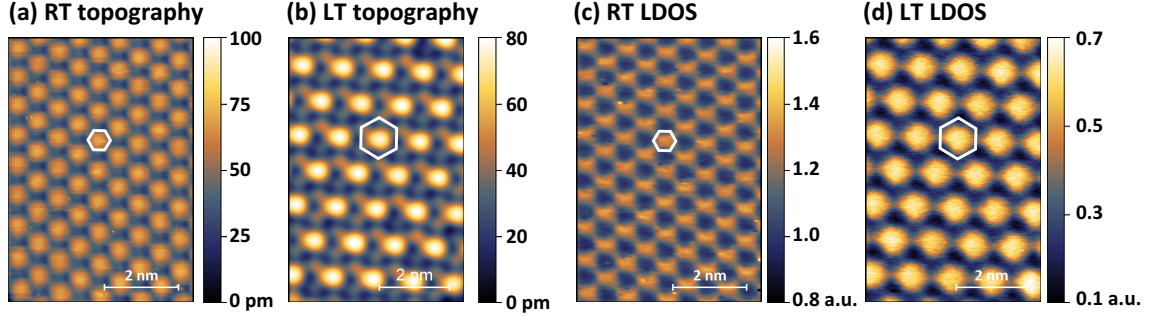 (a) RT topography
(b) LT topography
(c) RT LDOS
(d) LT LDOS
100
75
50
25
0 pm
2 nm
80
60
40
20
0 pm
2 nm
1.6
1.4
1.2
1.0
0.8 a.u.
2 nm
0.7
0.5
0.3
0.1 a.u.
2 nm